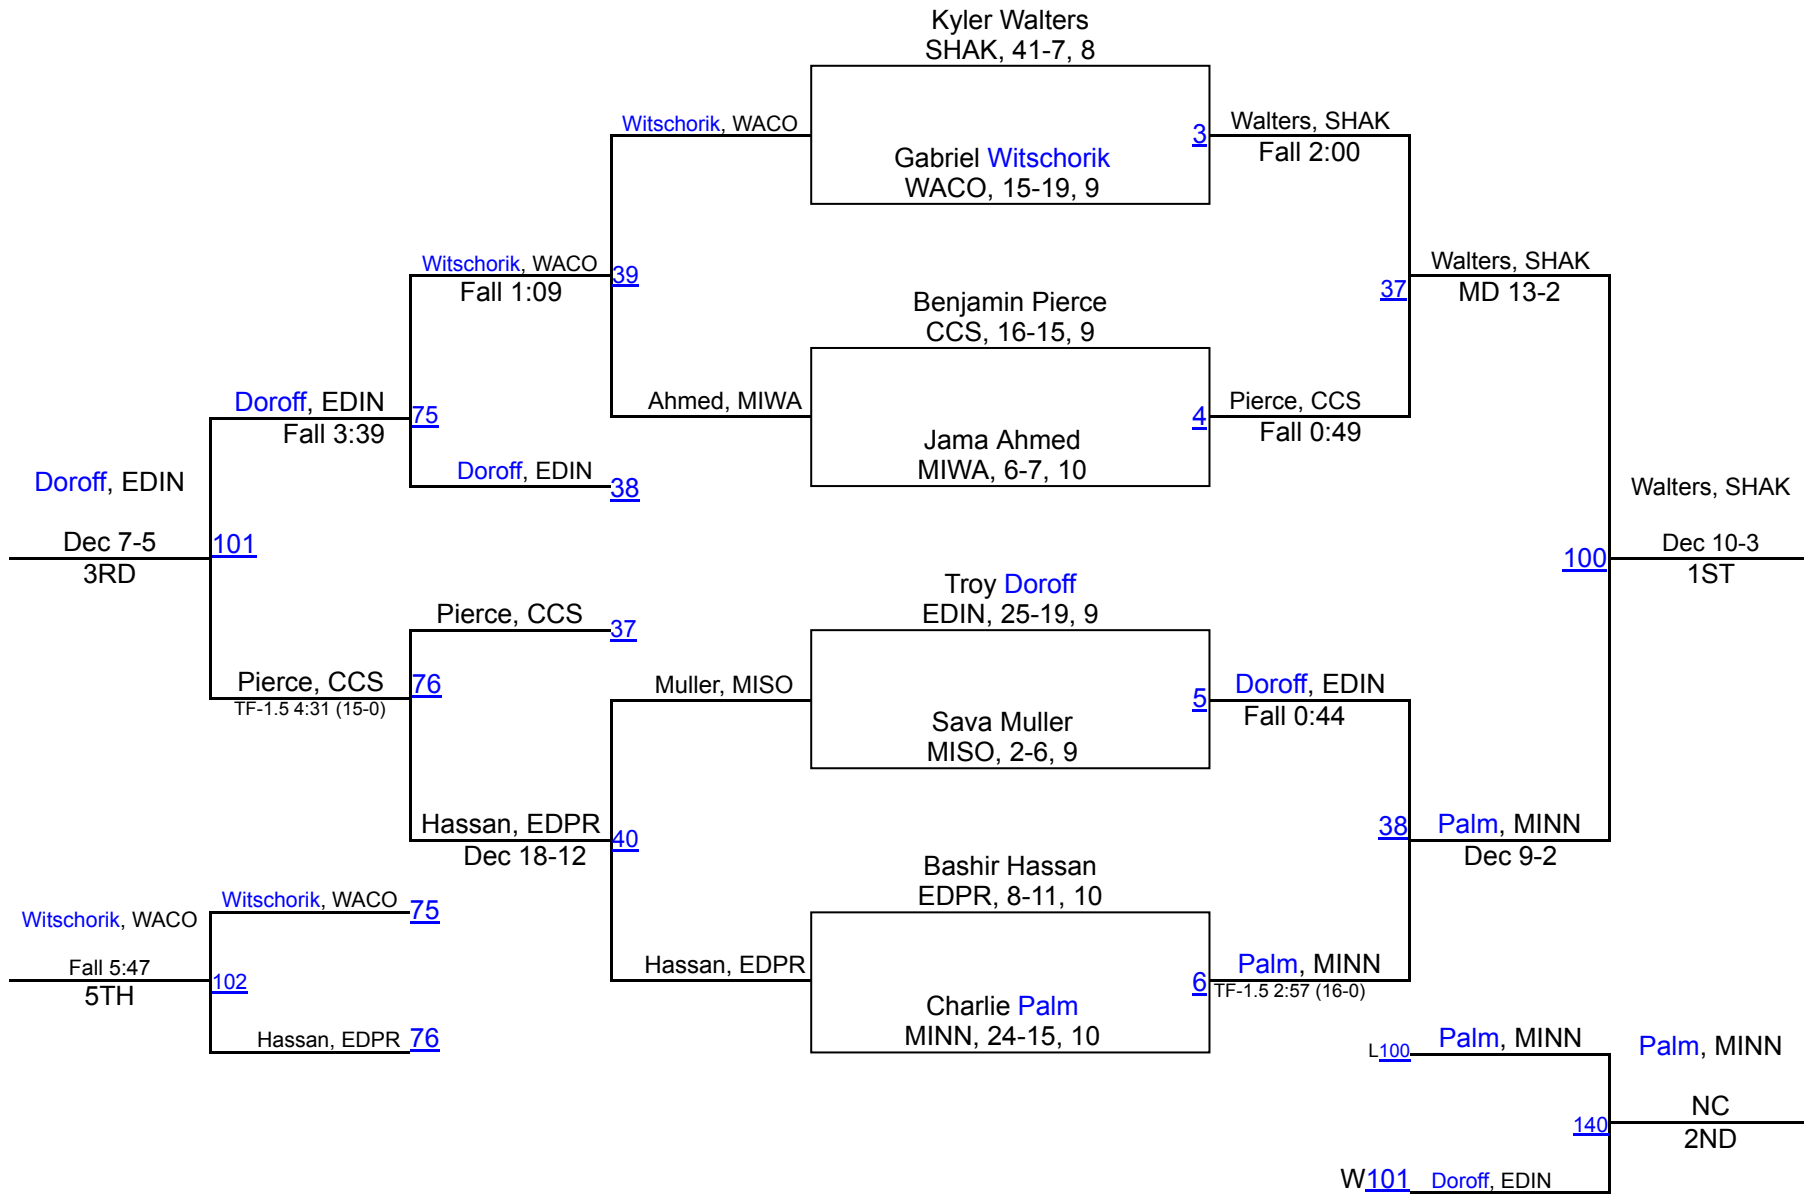 Kyler Walters
SHAK, 41-7, 8
Witschorik, WACO
3
Walters, SHAK
Fall 2:00
Gabriel Witschorik
WACO, 15-19, 9
Witschorik, WACO
Fall 1:09
39
Walters, SHAK
MD 13-2
37
Benjamin Pierce
CCS, 16-15, 9
Doroff, EDIN
Fall 3:39
75
Ahmed, MIWA
4
Pierce, CCS
Fall 0:49
Jama Ahmed
MIWA, 6-7, 10
Doroff, EDIN
38
Doroff, EDIN
Dec 7-5
3RD
101
Walters, SHAK
100
Dec 10-3
1ST
Troy Doroff
EDIN, 25-19, 9
Pierce, CCS
37
Pierce, CCS
TF-1.5 4:31 (15-0)
76
Muller, MISO
5
Doroff, EDIN
Fall 0:44
Sava Muller
MISO, 2-6, 9
Hassan, EDPR
Dec 18-12
40
38
Palm, MINN
Dec 9-2
Bashir Hassan
EDPR, 8-11, 10
Witschorik, WACO
75
Witschorik, WACO
Fall 5:47
5TH
102
Hassan, EDPR
6
Palm, MINN
TF-1.5 2:57 (16-0)
Charlie Palm
MINN, 24-15, 10
Hassan, EDPR
76
L100
Palm, MINN
Palm, MINN
140
NC
2ND
W101
Doroff, EDIN